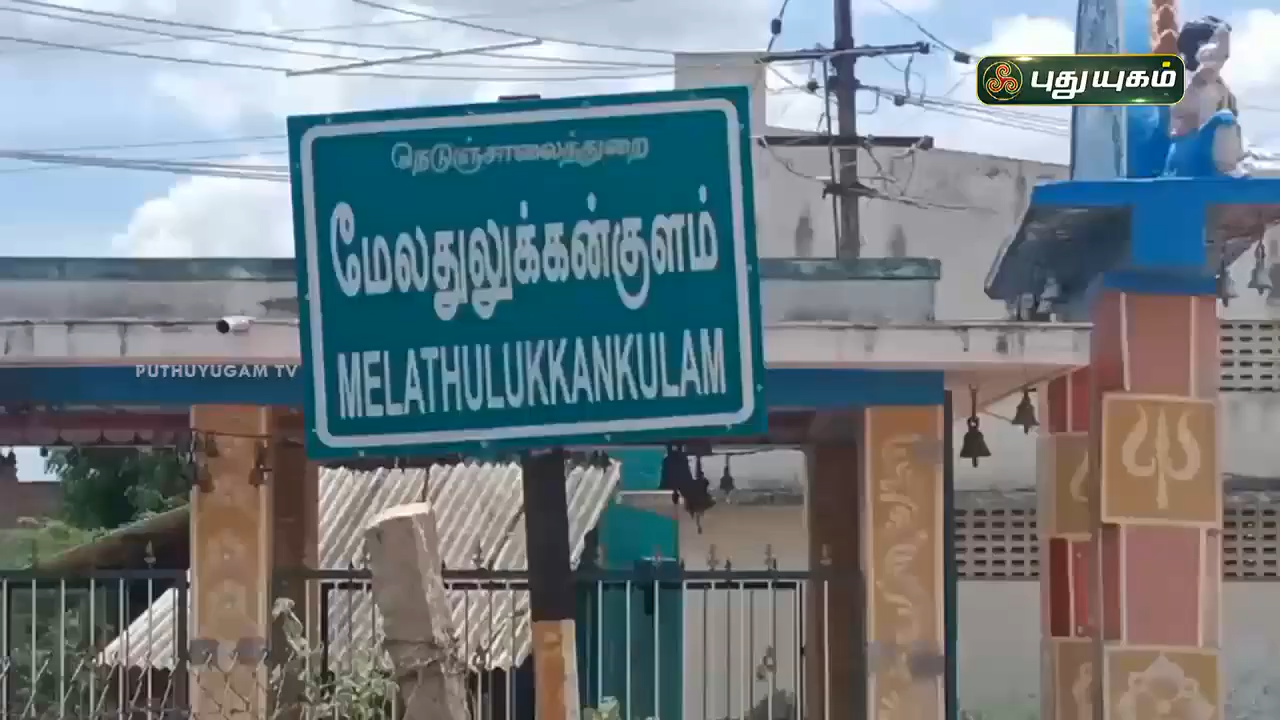 புதுயுகம்
நெடுஞ்சாலைத்துறை
மேலதுலுக்கன்குளம்
MELATHULUKKANKULAM
PUTHUYUGAM TV